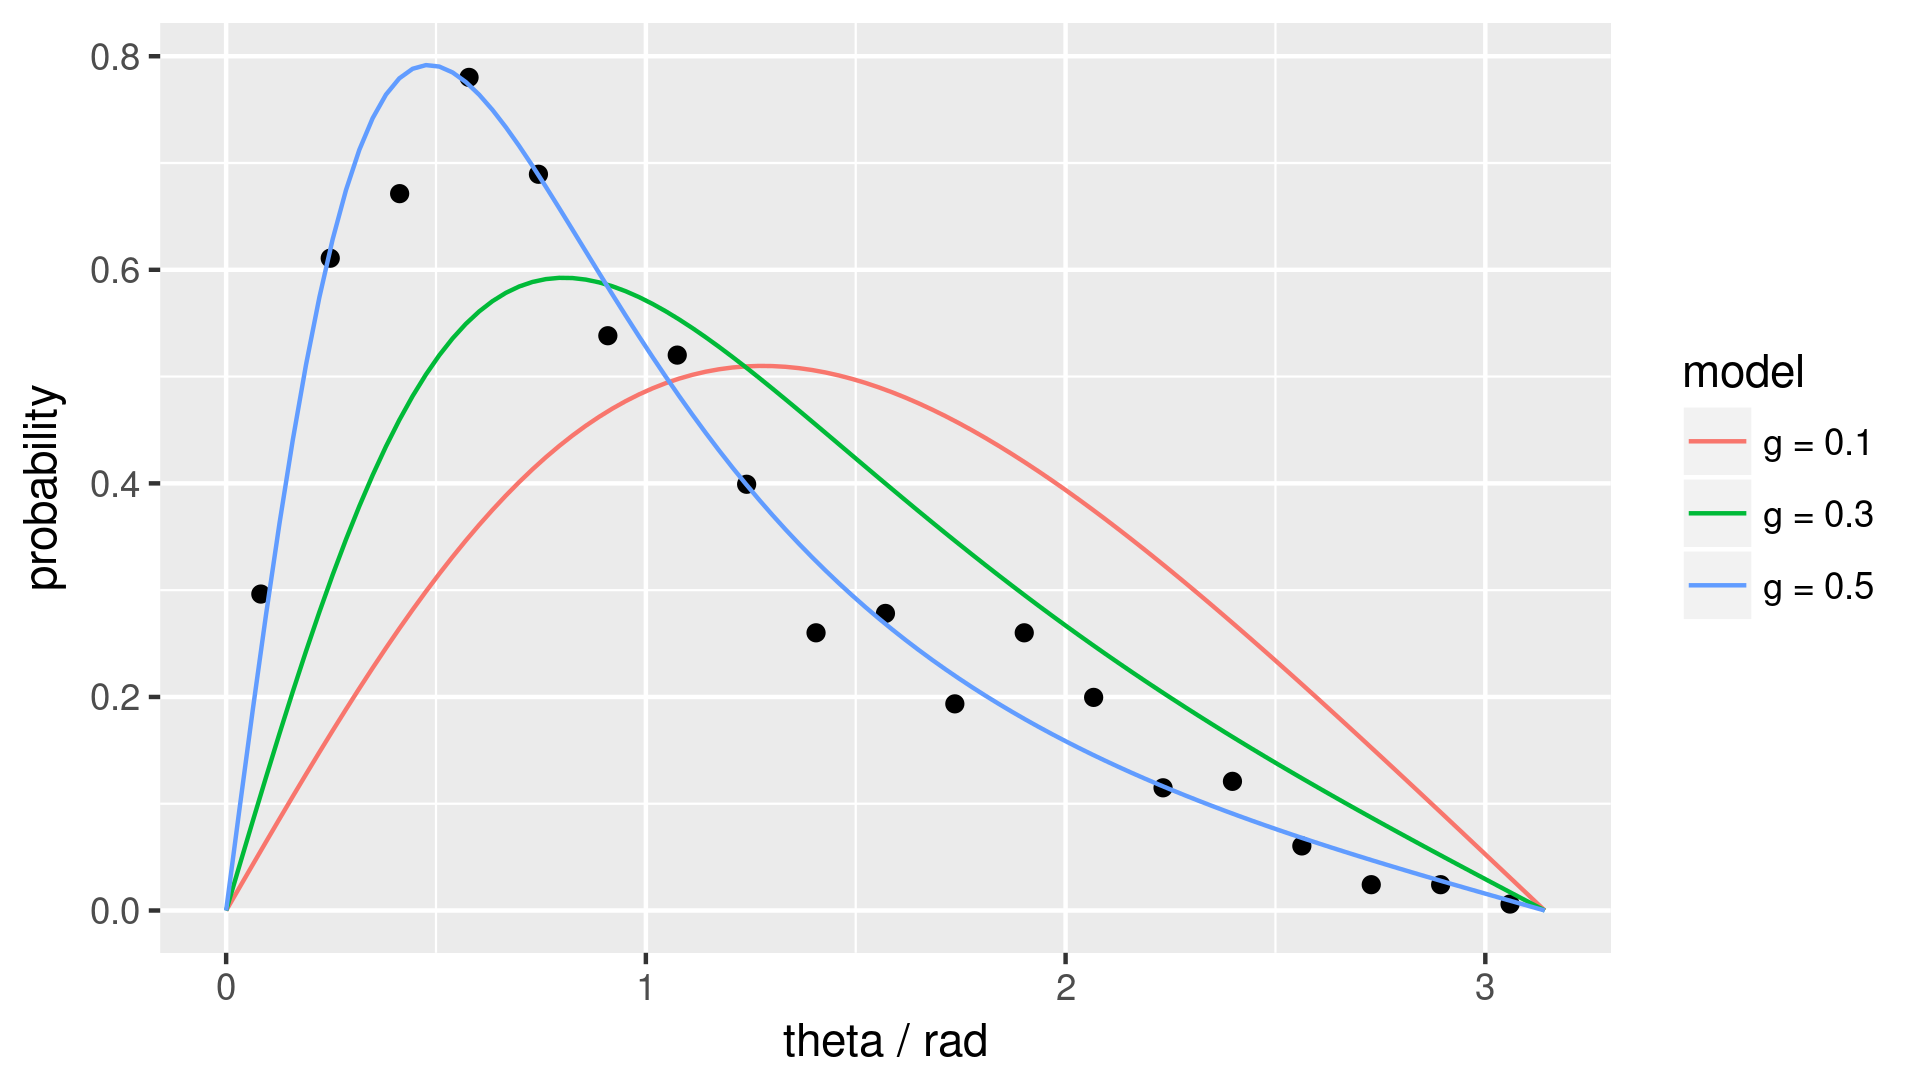 0.8
0.6
0.4
0.2
0.0
probability
0 1 2 3
theta / rad
model
g = 0.1
g = 0.3
g = 0.5